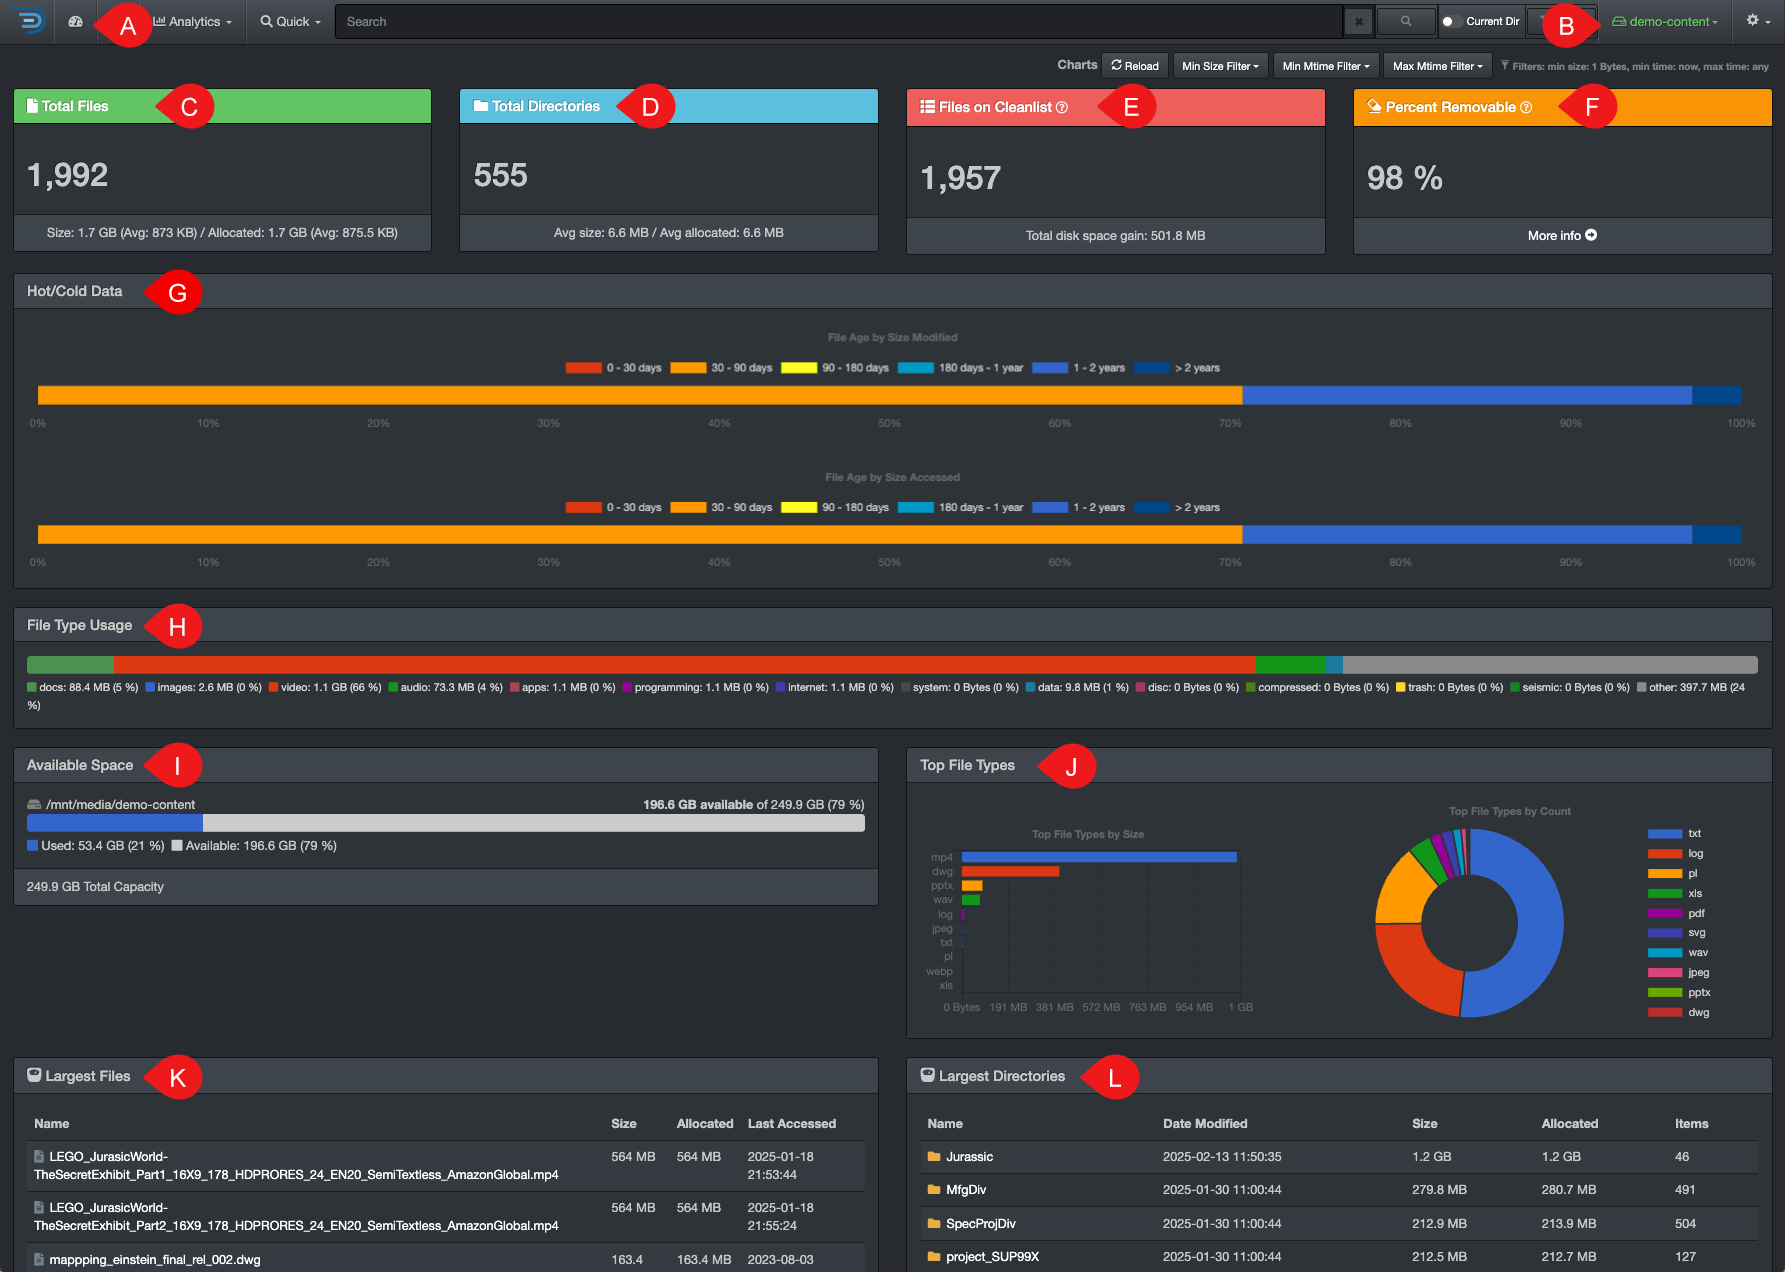 A Analytics Quick Search Current Dir B demo-content
Charts Reload Min Size Filter Min Mtime Filter Max Mtime Filter Filters: min size: 1 Bytes, min time: now, max time: any
Total Files C
1,992
Size: 1.7 GB (Avg: 873 KB) / Allocated: 1.7 GB (Avg: 875.5 KB)
Total Directories D
555
Avg size: 6.6 MB / Avg allocated: 6.6 MB
Files on Cleanlist E
1,957
Total disk space gain: 501.8 MB
Percent Removable F
98 %
More info
Hot/Cold Data G
File Age by Size Modified
0 - 30 days 30 - 90 days 90 - 180 days 180 days - 1 year 1 - 2 years > 2 years
0% 10% 20% 30% 40% 50% 60% 70% 80% 90% 100%
File Age by Size Accessed
0 - 30 days 30 - 90 days 90 - 180 days 180 days - 1 year 1 - 2 years > 2 years
0% 10% 20% 30% 40% 50% 60% 70% 80% 90% 100%
File Type Usage H
docs: 88.4 MB (5 %) images: 2.6 MB (0 %) video: 1.1 GB (66 %) audio: 73.3 MB (4 %) apps: 1.1 MB (0 %) programming: 1.1 MB (0 %) internet: 1.1 MB (0 %) system: 0 Bytes (0 %) data: 9.8 MB (1 %) disc: 0 Bytes (0 %) compressed: 0 Bytes (0 %) trash: 0 Bytes (0 %) seismic: 0 Bytes (0 %) other: 397.7 MB (24
%)
Available Space I
/mnt/media/demo-content 196.6 GB available of 249.9 GB (79 %)
Used: 53.4 GB (21 %) Available: 196.6 GB (79 %)
249.9 GB Total Capacity
Top File Types J
Top File Types by Size
mp4
dwg
pptx
wav
log
jpeg
txt
pl
webp
xls
0 Bytes 191 MB 381 MB 572 MB 763 MB 954 MB 1 GB
Top File Types by Count
txt
log
pl
xls
pdf
svg
wav
jpeg
pptx
dwg
Largest Files K
Name Size Allocated Last Accessed
LEGO_JurasicWorld- 564 MB 564 MB 2025-01-18
TheSecretExhibit_Part1_16X9_178_HDPRORES_24_EN20_SemiTextless_AmazonGlobal.mp4 21:53:44
LEGO_JurasicWorld- 564 MB 564 MB 2025-01-18
TheSecretExhibit_Part2_16X9_178_HDPRORES_24_EN20_SemiTextless_AmazonGlobal.mp4 21:55:24
mappping_einstein_final_rel_002.dwg 163.4 163.4 MB 2023-08-03
Largest Directories L
Name Date Modified Size Allocated Items
Jurassic 2025-02-13 11:50:35 1.2 GB 1.2 GB 46
MfgDiv 2025-01-30 11:00:44 279.8 MB 280.7 MB 491
SpecProjDiv 2025-01-30 11:00:44 212.9 MB 213.9 MB 504
project_SUP99X 2025-01-30 11:00:44 212.5 MB 212.7 MB 127